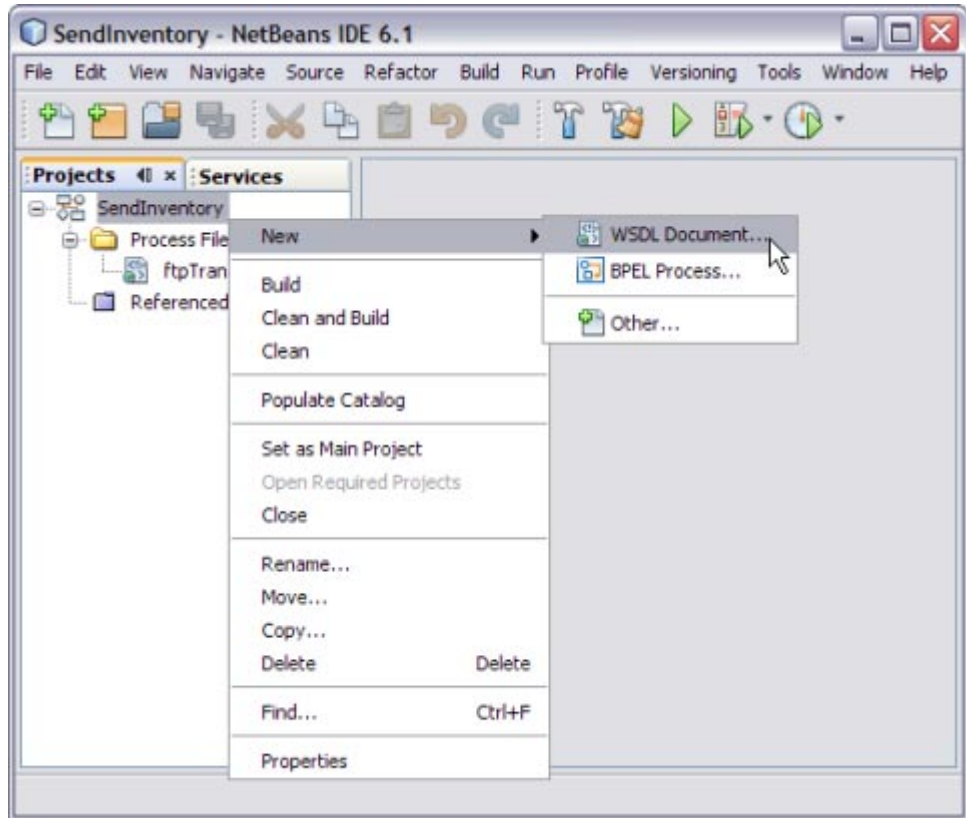 SendInventory - NetBeans IDE 6.1
File Edit View Navigate Source Refactor Build Run Profile Versioning Tools Window Help
Projects Services
SendInventory
Process File
ftpTran
Referenced
New
Build
Clean and Build
Clean
Populate Catalog
Set as Main Project
Open Required Projects
Close
Rename...
Move...
Copy...
Delete Delete
Find... Ctrl+F
Properties
WSDL Document...
BPEL Process...
Other...